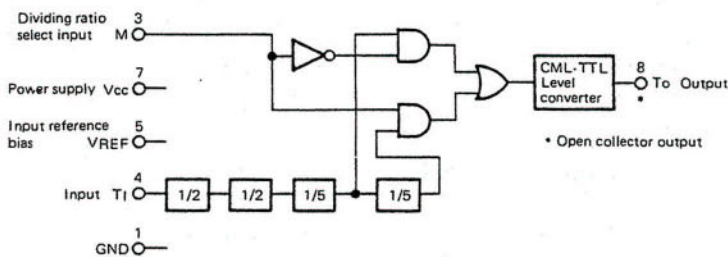 Dividing ratio
select input M 3
Power supply Vcc 7
Input reference
bias VREF 5
Input TI 4
1/2
1/2
1/5
1/5
GND 1
CML-TTL
Level
converter
8
To Output
*
* Open collector output